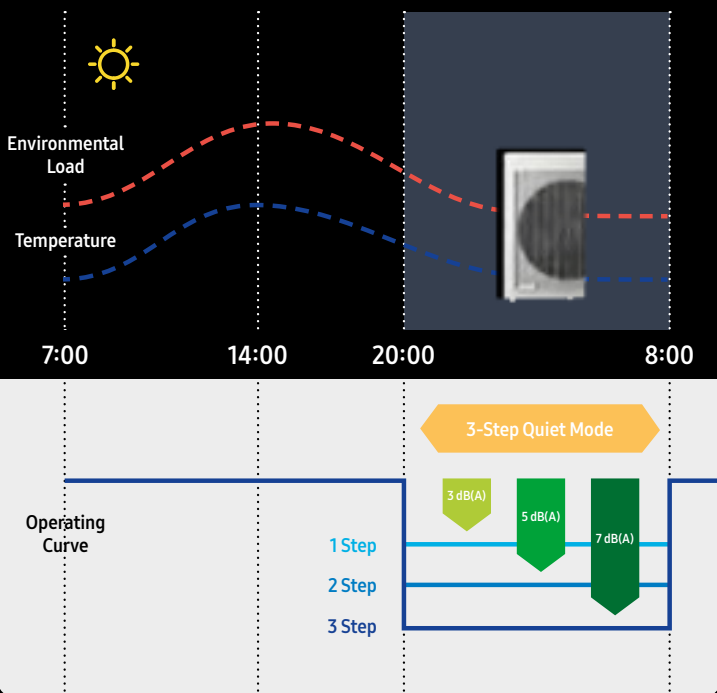 Environmental
Load
Temperature
7:00
14:00
20:00
8:00
3-Step Quiet Mode
3 dB(A)
5 dB(A)
7 dB(A)
Operating
Curve
1 Step
2 Step
3 Step